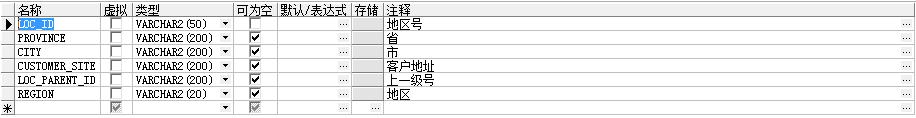 名称 虚拟 类型 可为空 默认/表达式 存储 注释
LOC_ID VARCHAR2(50) ... 地区号 ...
PROVINCE VARCHAR2(200) ... 省 ...
CITY VARCHAR2(200) ... 市 ...
CUSTOMER_SITE VARCHAR2(200) ... 客户地址 ...
LOC_PARENT_ID VARCHAR2(200) ... 上一级号 ...
REGION VARCHAR2(20) ... 地区 ...
* ... ... ...